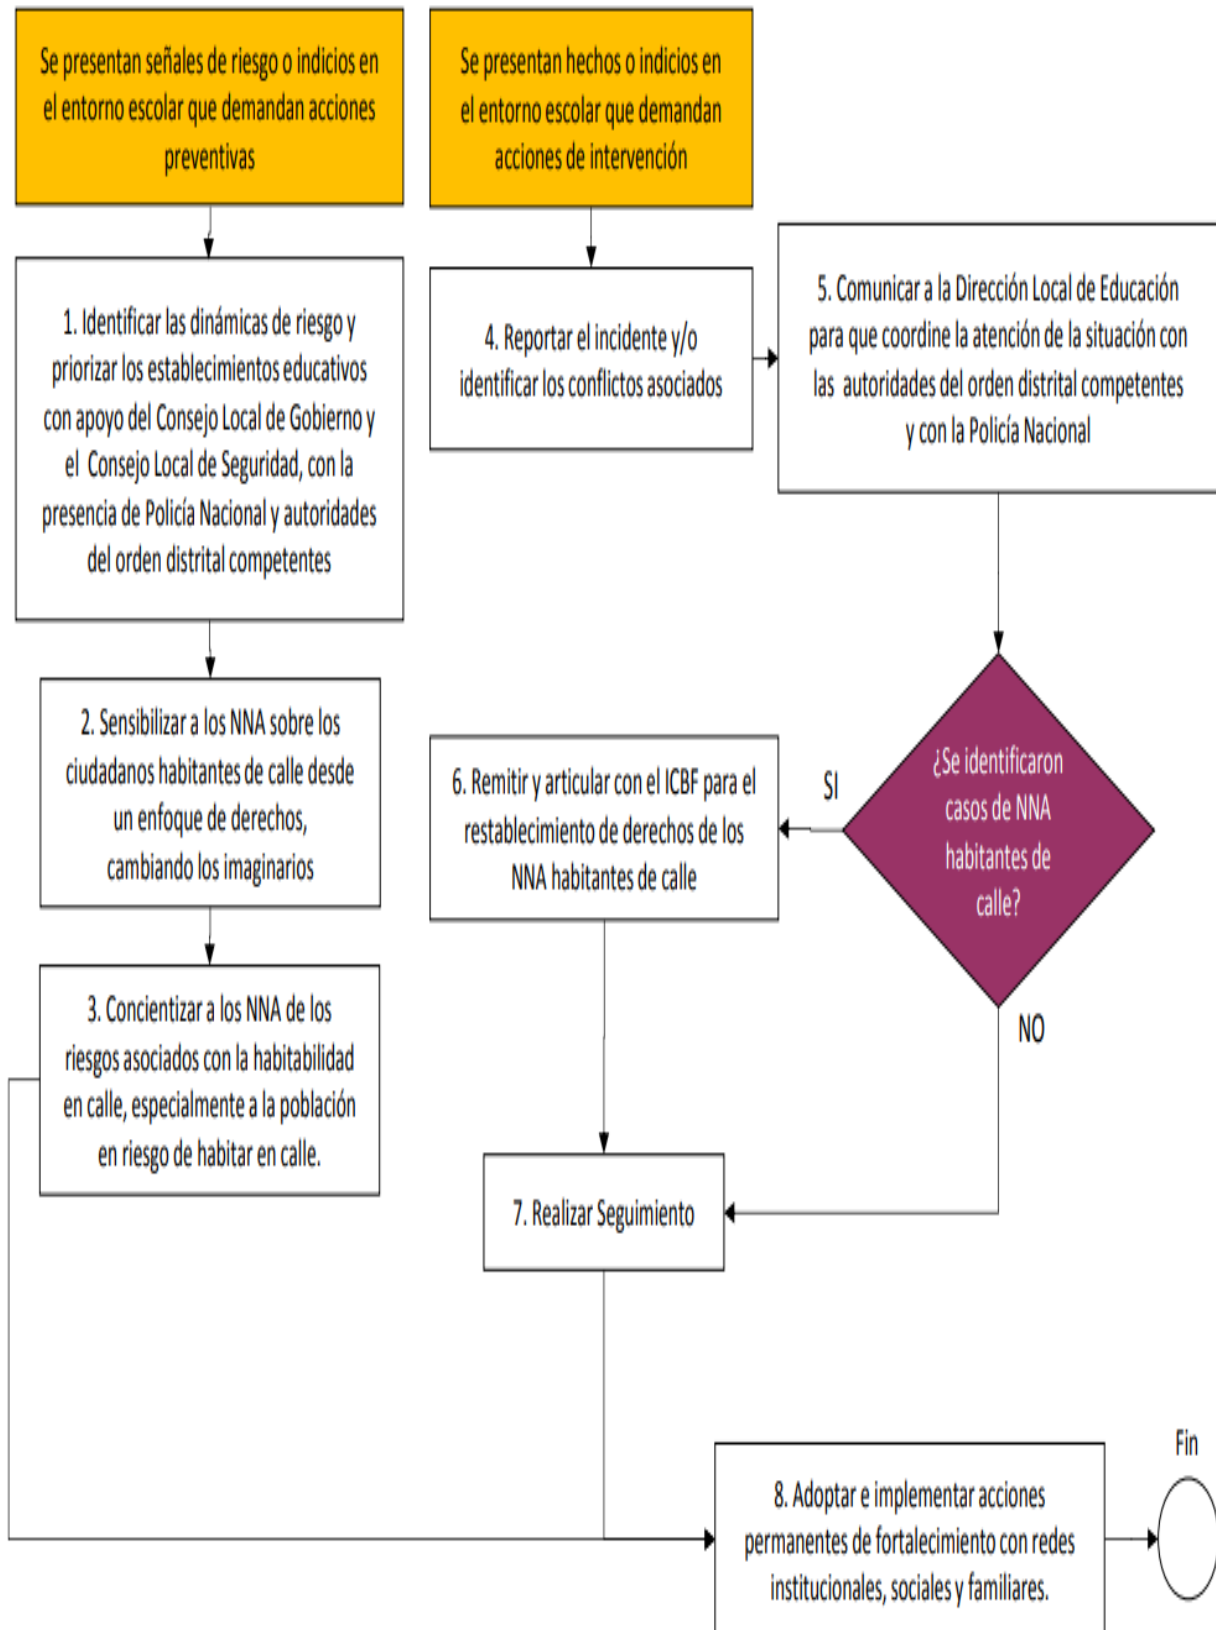 Se presentan señales de riesgo o indicios en
el entorno escolar que demandan acciones
preventivas
Se presentan hechos o indicios en
el entorno escolar que demandan
acciones de intervención
1. Identificar las dinámicas de riesgo y
priorizar los establecimientos educativos
con apoyo del Consejo Local de Gobierno y
el Consejo Local de Seguridad, con la
presencia de Policía Nacional y autoridades
del orden distrital competentes
4. Reportar el incidente y/o
identificar los conflictos asociados
5. Comunicar a la Dirección Local de Educación
para que coordine la atención de la situación con
las autoridades del orden distrital competentes
y con la Policía Nacional
2. Sensibilizar a los NNA sobre los
ciudadanos habitantes de calle desde
un enfoque de derechos,
cambiando los imaginarios
6. Remitir y articular con el ICBF para el
restablecimiento de derechos de los
NNA habitantes de calle
SI
¿Se identificaron
casos de NNA
habitantes de
calle?
NO
3. Concientizar a los NNA de los
riesgos asociados con la habitabilidad
en calle, especialmente a la población
en riesgo de habitar en calle.
7. Realizar Seguimiento
8. Adoptar e implementar acciones
permanentes de fortalecimiento con redes
institucionales, sociales y familiares.
Fin